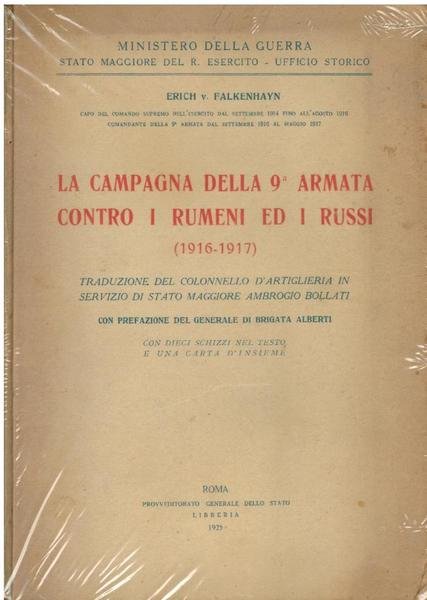 MINISTERO DELLA GUERRA
STATO MAGGIORE DEL R. ESERCITO - UFFICIO STORICO
ERICH v. FALKENHAYN
CAPO DEL COMANDO SUPREMO DELL'ESERCITO DAL SETTEMBRE 1914 FINO ALL'AGOSTO 1916
COMANDANTE DELLA 9ª ARMATA DAL SETTEMBRE 1916 AL MAGGIO 1917
LA CAMPAGNA DELLA 9ª ARMATA
CONTRO I RUMENI ED I RUSSI
(1916-1917)
TRADUZIONE DEL COLONNELLO D'ARTIGLIERIA IN
SERVIZIO DI STATO MAGGIORE AMBROGIO BOLLATI
CON PREFAZIONE DEL GENERALE DI BRIGATA ALBERTI
CON DIECI SCHIZZI NEL TESTO
E UNA CARTA D'INSIEME
ROMA
PROVVEDITORATO GENERALE DELLO STATO
LIBRERIA
1925